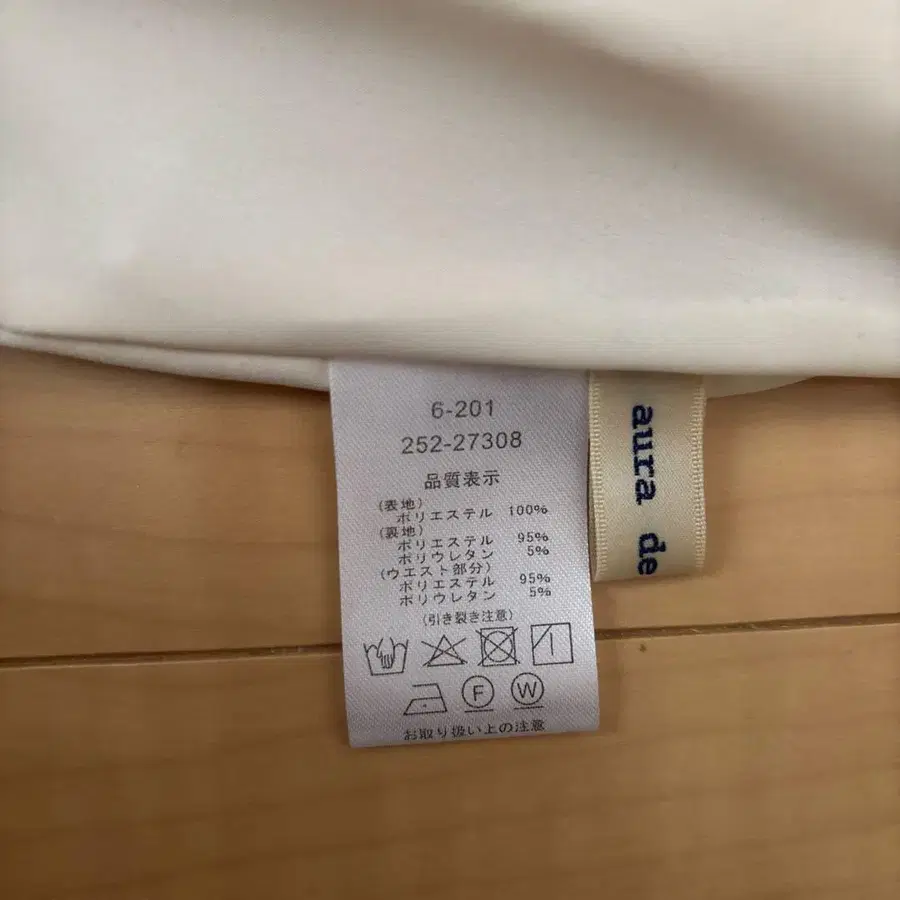 6-201
252-27308
品質表示
(表地)
ポリエステル 100%
(裏地)
ポリエステル 95%
ポリウレタン 5%
(ウエスト部分)
ポリエステル 95%
ポリウレタン 5%
(引き裂き注意)
F W
お取り扱い上の注意
aura de